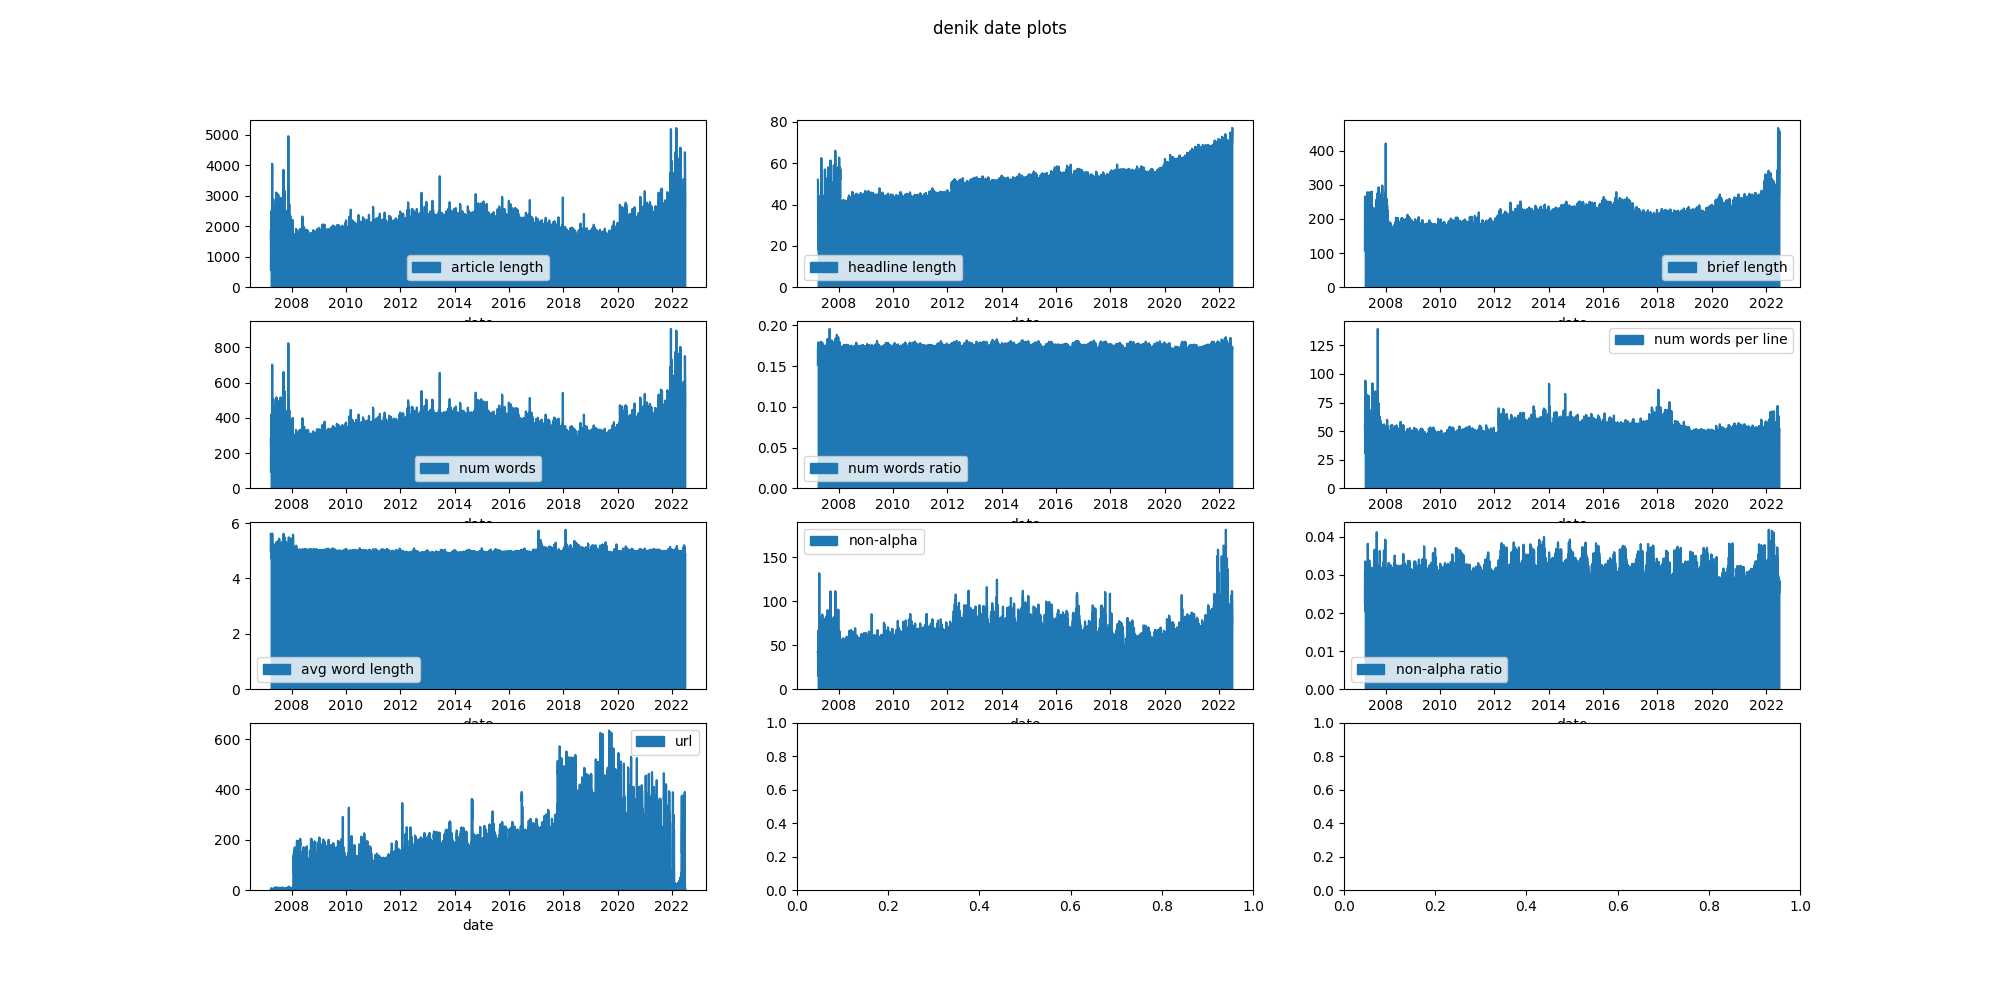 denik date plots
5000
4000
3000
2000
1000
0
article length
2008 2010 2012 2014 2016 2018 2020 2022
date
80
60
40
20
0
headline length
2008 2010 2012 2014 2016 2018 2020 2022
date
400
300
200
100
0
brief length
2008 2010 2012 2014 2016 2018 2020 2022
date
800
600
400
200
0
num words
2008 2010 2012 2014 2016 2018 2020 2022
date
0.20
0.15
0.10
0.05
0.00
num words ratio
2008 2010 2012 2014 2016 2018 2020 2022
date
125
100
75
50
25
0
num words per line
2008 2010 2012 2014 2016 2018 2020 2022
date
6
4
2
0
avg word length
2008 2010 2012 2014 2016 2018 2020 2022
date
150
100
50
0
non-alpha
2008 2010 2012 2014 2016 2018 2020 2022
date
0.04
0.03
0.02
0.01
0.00
non-alpha ratio
2008 2010 2012 2014 2016 2018 2020 2022
date
600
400
200
0
url
2008 2010 2012 2014 2016 2018 2020 2022
date
1.0
0.8
0.6
0.4
0.2
0.0
0.0 0.2 0.4 0.6 0.8 1.0
1.0
0.8
0.6
0.4
0.2
0.0
0.0 0.2 0.4 0.6 0.8 1.0